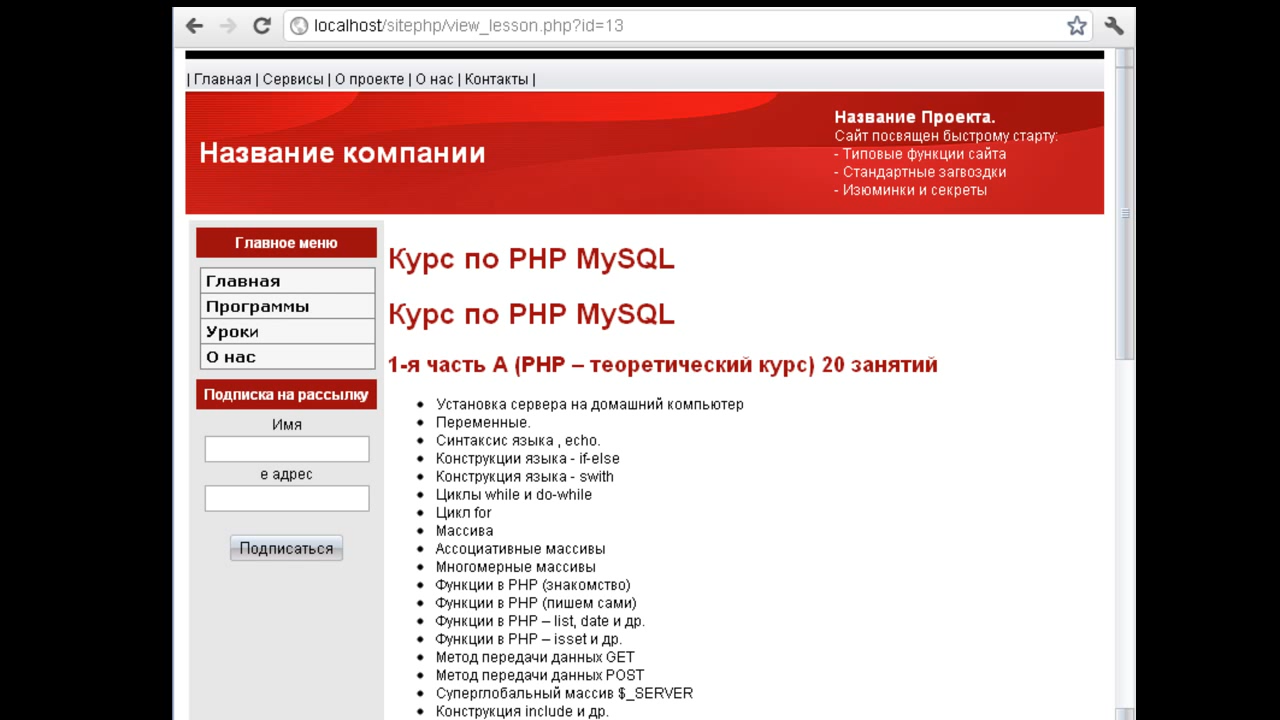 localhost/sitephp/view_lesson.php?id=13
| Главная | Сервисы | О проекте | О нас | Контакты |
Название компании
Название Проекта.
Сайт посвящен быстрому старту:
- Типовые функции сайта
- Стандартные загвоздки
- Изюминки и секреты
Главное меню
Главная
Программы
Уроки
О нас
Подписка на рассылку
Имя
е адрес
Подписаться
Курс по PHP MySQL
Курс по PHP MySQL
1-я часть А (PHP – теоретический курс) 20 занятий
• Установка сервера на домашний компьютер
• Переменные.
• Синтаксис языка , echo.
• Конструкции языка - if-else
• Конструкция языка - swith
• Циклы while и do-while
• Цикл for
• Массива
• Ассоциативные массивы
• Многомерные массивы
• Функции в PHP (знакомство)
• Функции в PHP (пишем сами)
• Функции в PHP – list, date и др.
• Функции в PHP – isset и др.
• Метод передачи данных GET
• Метод передачи данных POST
• Суперглобальный массив $_SERVER
• Конструкция include и др.